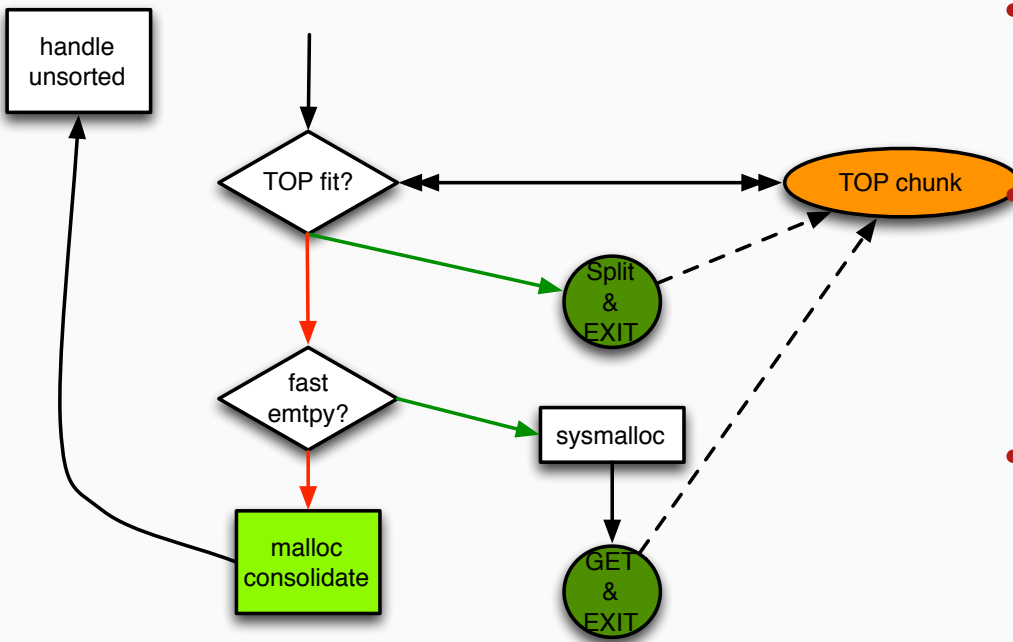 handle
unsorted
TOP fit?
TOP chunk
Split
&
EXIT
fast
emtpy?
sysmalloc
malloc
consolidate
GET
&
EXIT